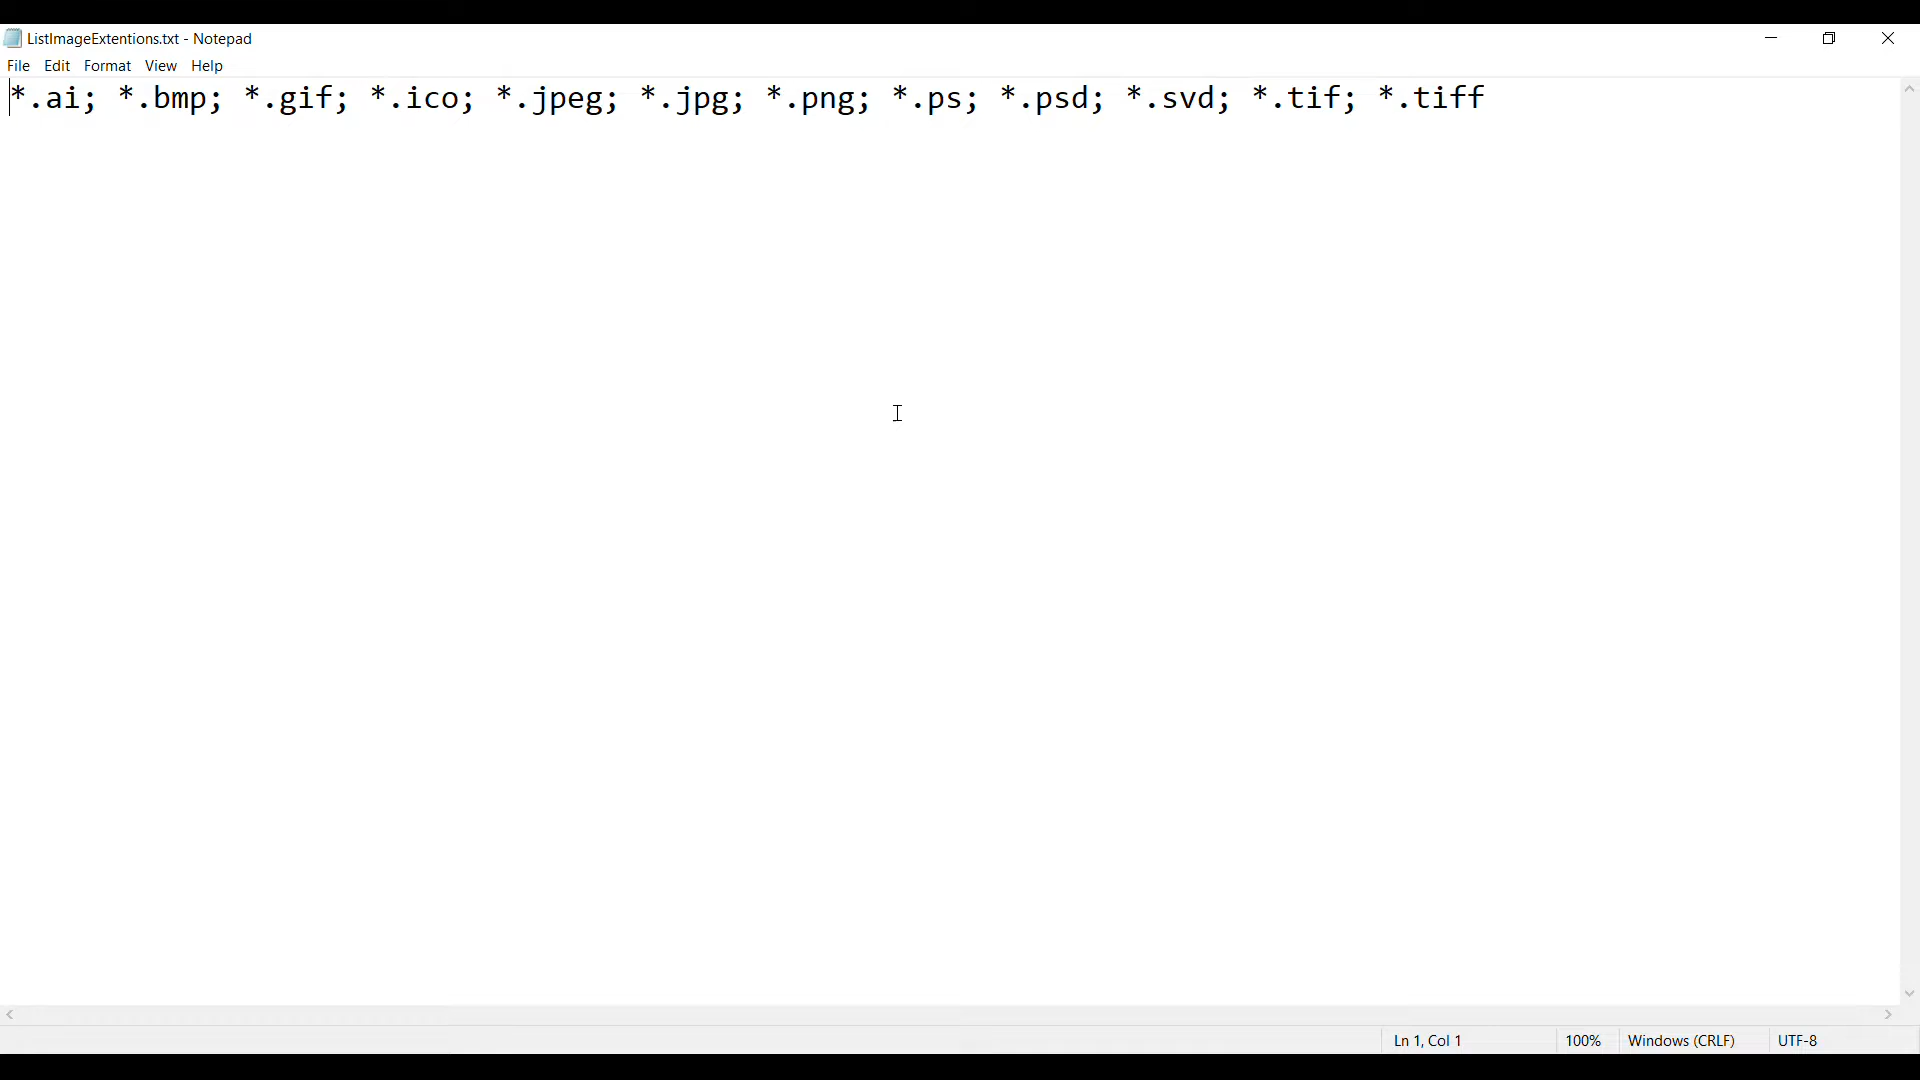 ListImageExtentions.txt - Notepad
File Edit Format View Help
*.ai; *.bmp; *.gif; *.ico; *.jpeg; *.jpg; *.png; *.ps; *.psd; *.svd; *.tif; *.tiff
Ln 1, Col 1 100% Windows (CRLF) UTF-8